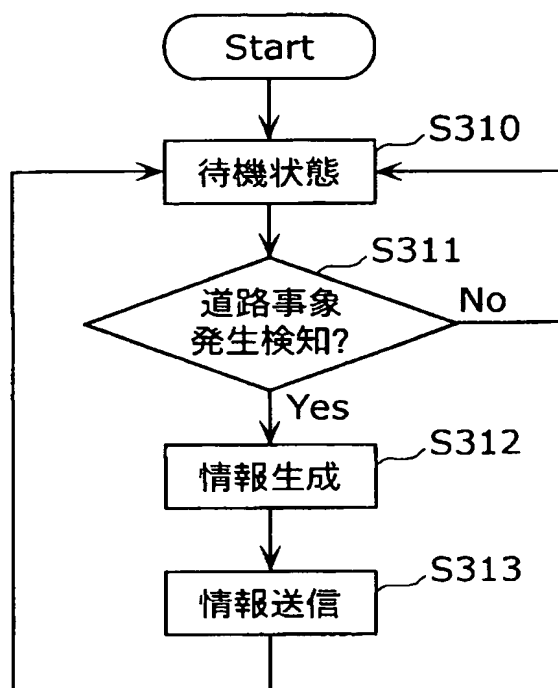 Start
S310
待機状態
S311
道路事象
発生検知?
No
Yes
S312
情報生成
S313
情報送信